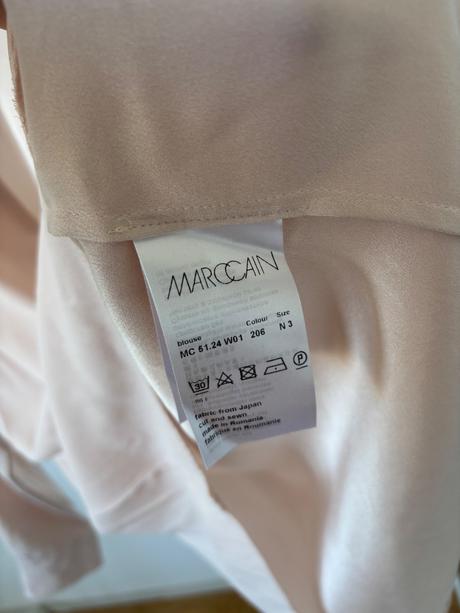 MARCCAIN
blouse Colour Size
MC 51.24 W01 206 N 3
30 P
fabric from Japan
cut and sewn
made in Romania
fabriqué en Roumanie